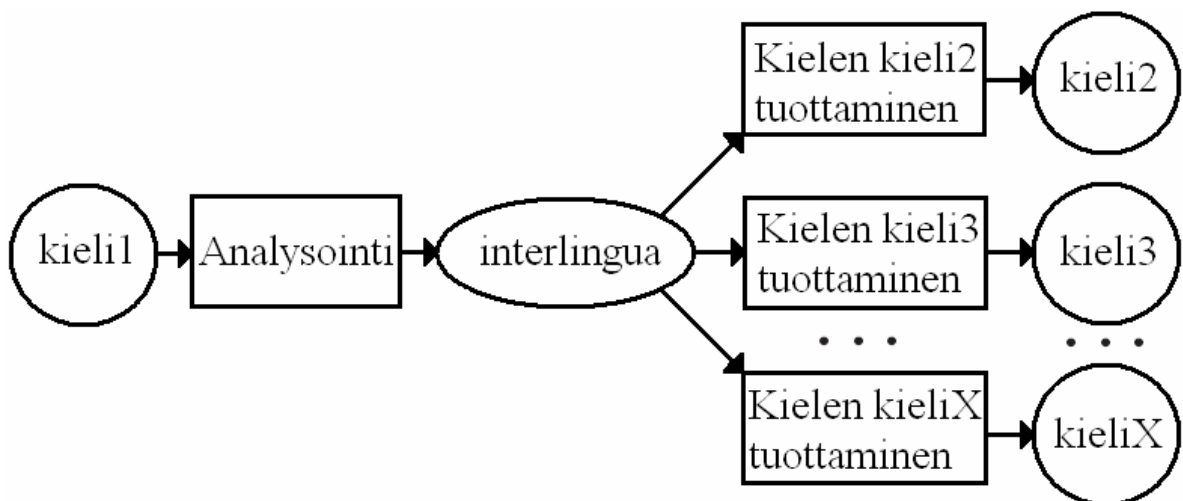 Kielen kieli2
tuottaminen
kieli2
kieli1
Analysointi
interlingua
Kielen kieli3
tuottaminen
kieli3
. . .
. . .
Kielen kieliX
tuottaminen
kieliX